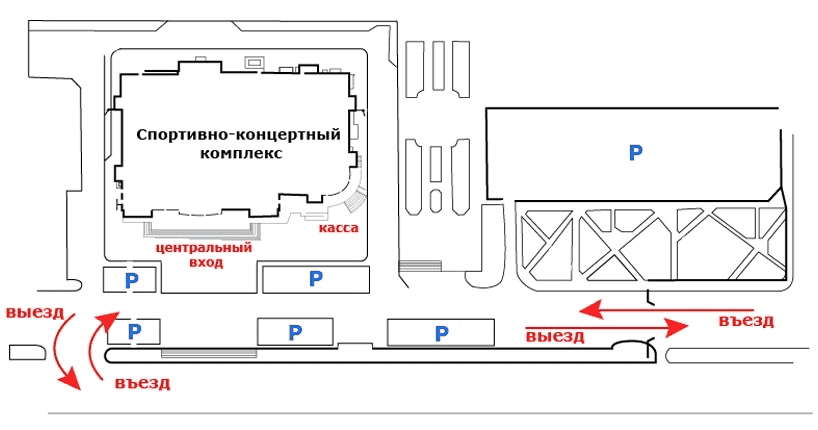 Спортивно-концертный
комплекс
P
касса
центральный
вход
P
P
выезд
P
P
P
въезд
выезд
въезд